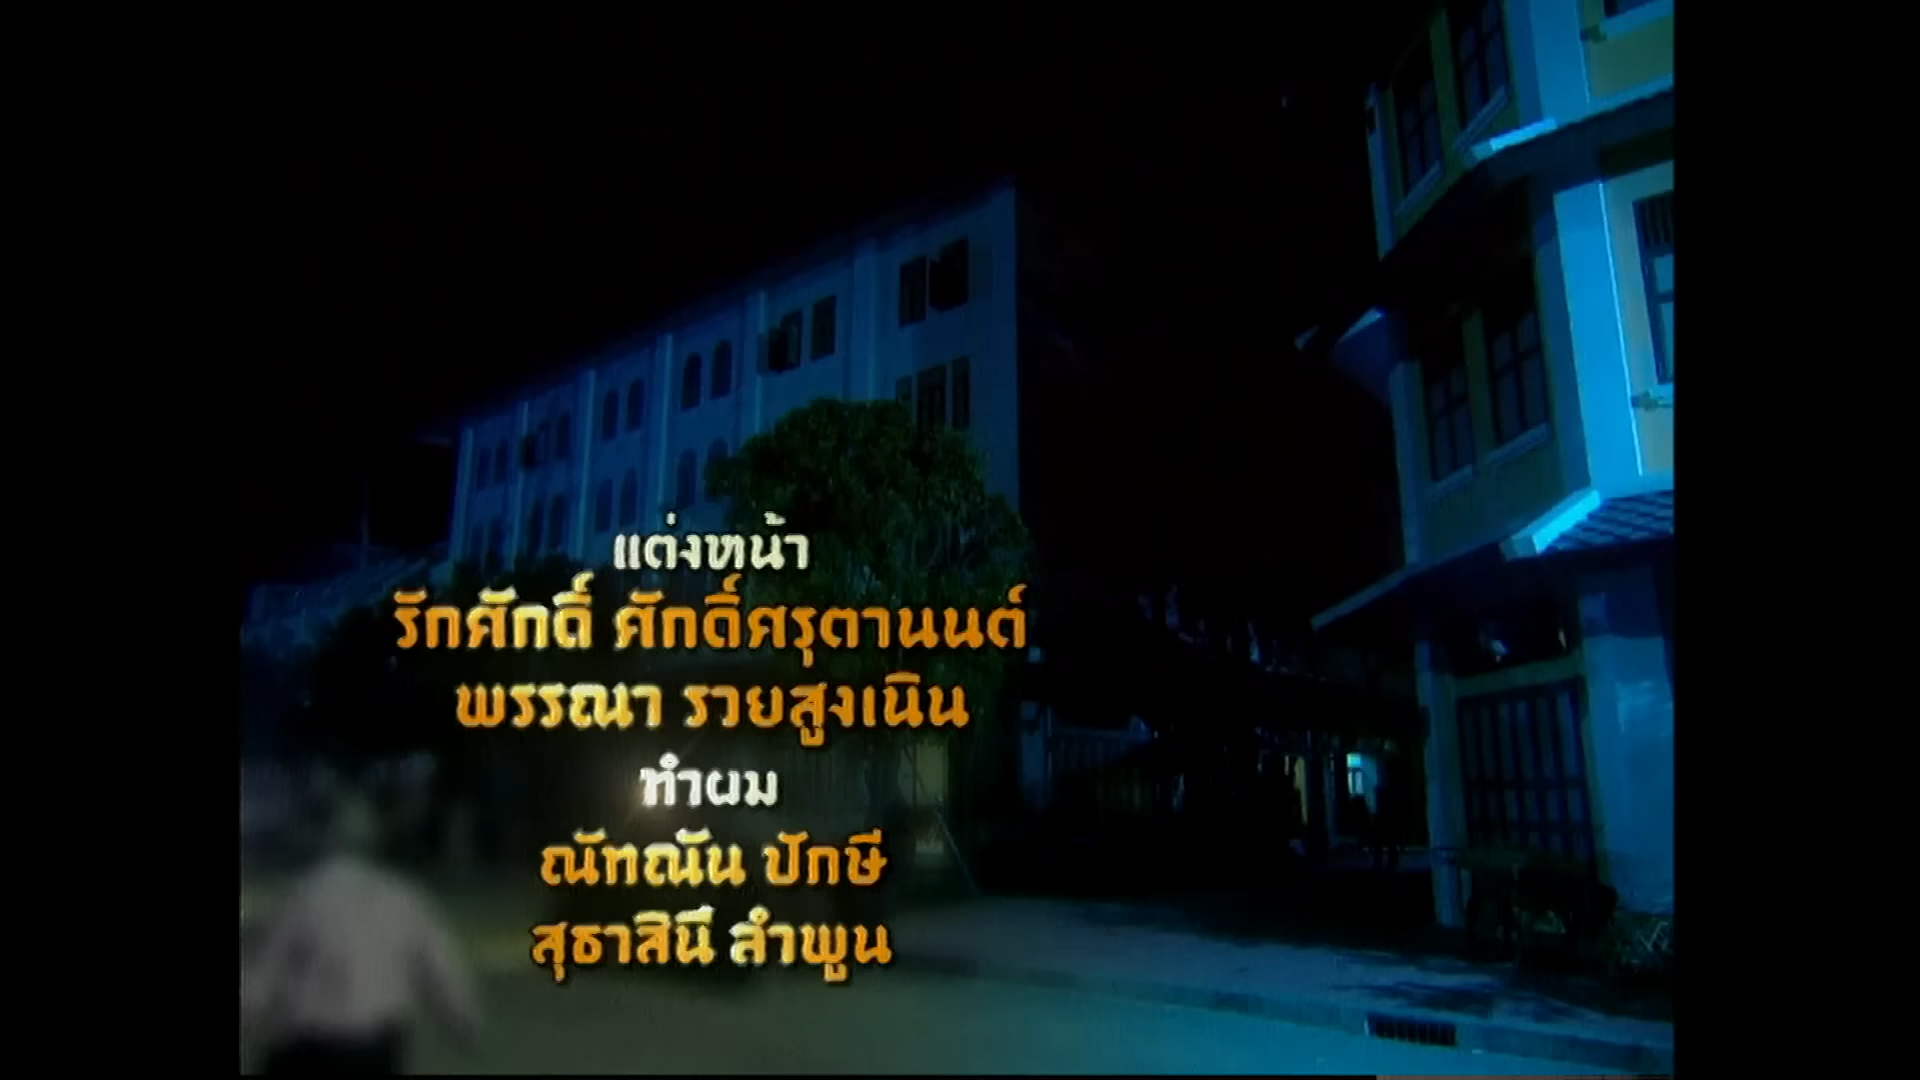 แต่งหน้า
รักศักดิ์ ศักดิ์ศรุตานนต์
พรรณา รวยสูงเนิน
ทำผม
ณัทณัน ปักษี
สุธาสินี ลำพูน